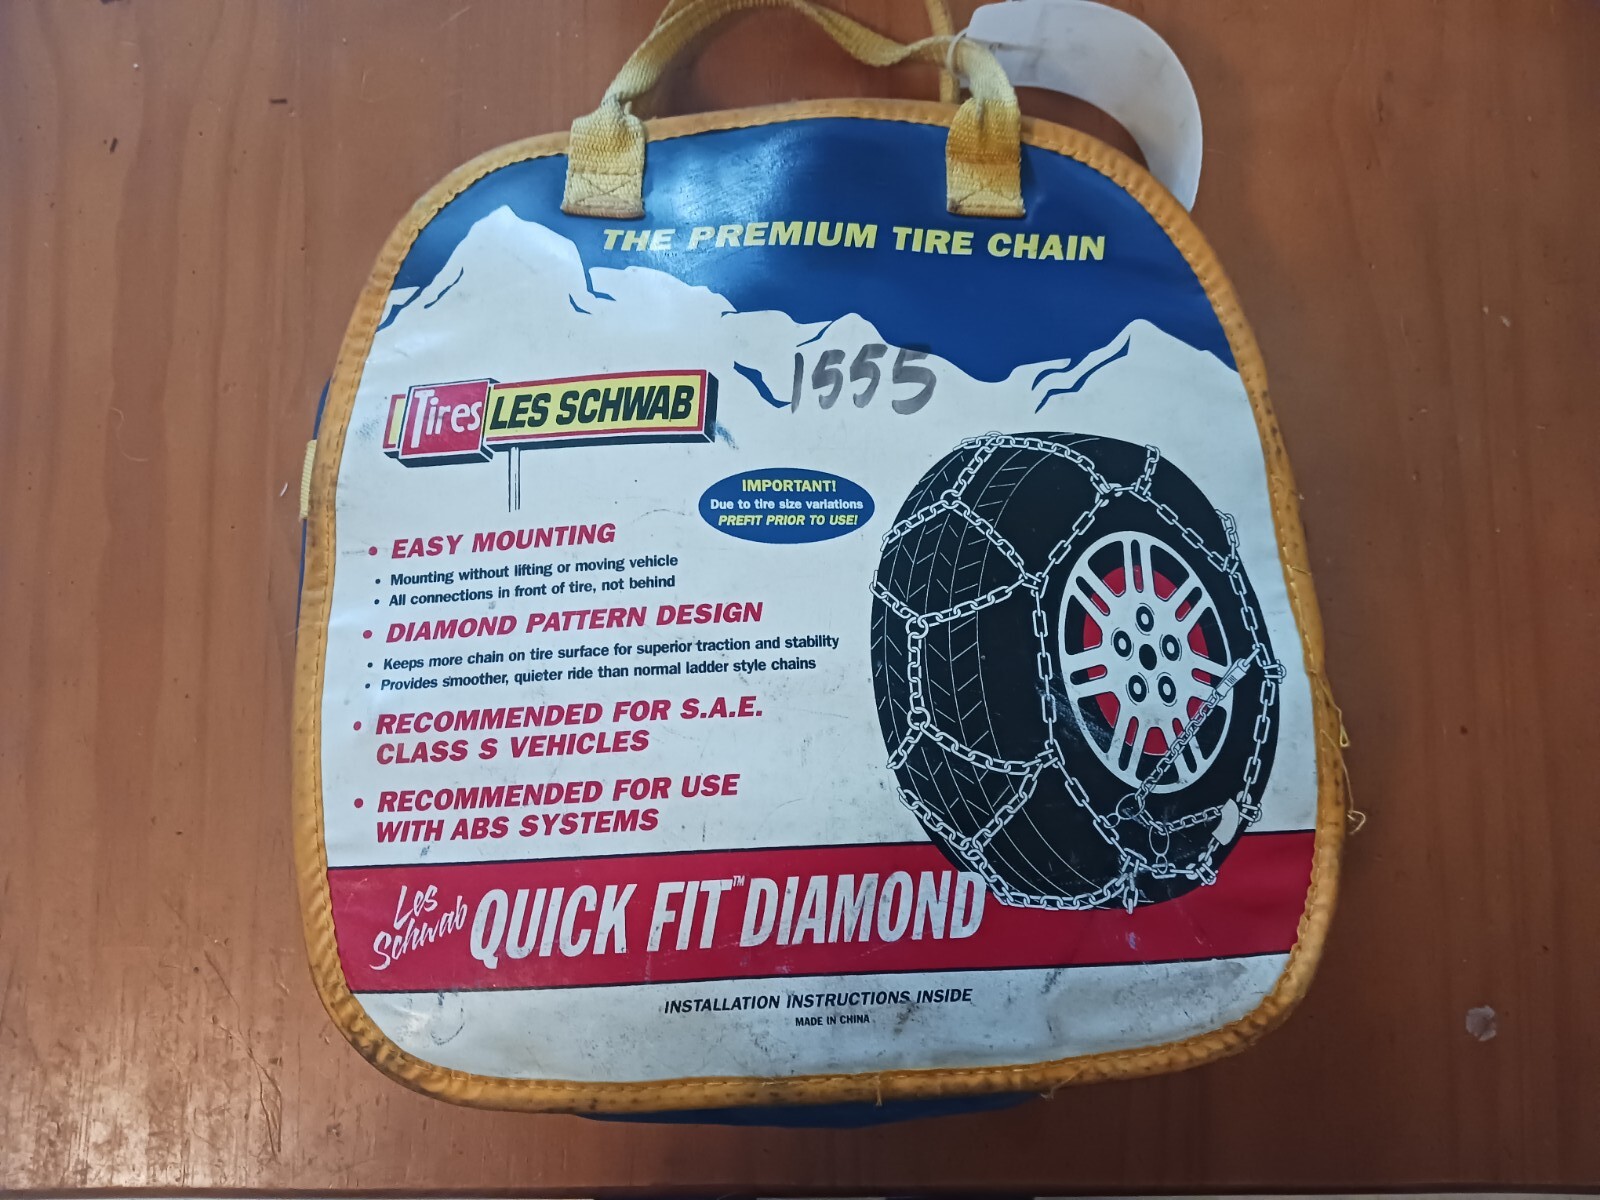 THE PREMIUM TIRE CHAIN
1555
Tires LES SCHWAB
IMPORTANT!
Due to tire size variations
PREFIT PRIOR TO USE!
• EASY MOUNTING
• Mounting without lifting or moving vehicle
• All connections in front of tire, not behind
• DIAMOND PATTERN DESIGN
• Keeps more chain on tire surface for superior traction and stability
• Provides smoother, quieter ride than normal ladder style chains
• RECOMMENDED FOR S.A.E.
CLASS S VEHICLES
• RECOMMENDED FOR USE
WITH ABS SYSTEMS
Les
Schwab QUICK FIT™ DIAMOND
INSTALLATION INSTRUCTIONS INSIDE
MADE IN CHINA